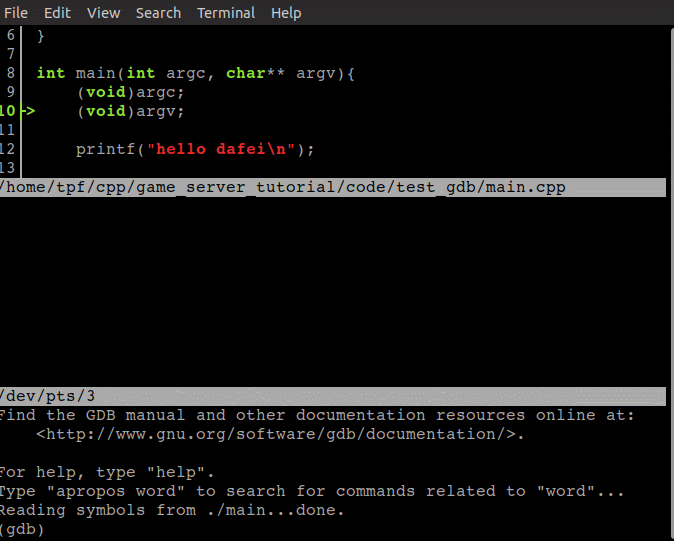 File Edit View Search Terminal Help
6 }
7
8 int main(int argc, char** argv){
9 (void)argc;
10 -> (void)argv;
11
12 printf("hello dafei\n");
13
/home/tpf/cpp/game_server_tutorial/code/test_gdb/main.cpp
/dev/pts/3
Find the GDB manual and other documentation resources online at:
<http://www.gnu.org/software/gdb/documentation/>.
For help, type "help".
Type "apropos word" to search for commands related to "word"...
Reading symbols from ./main...done.
(gdb)